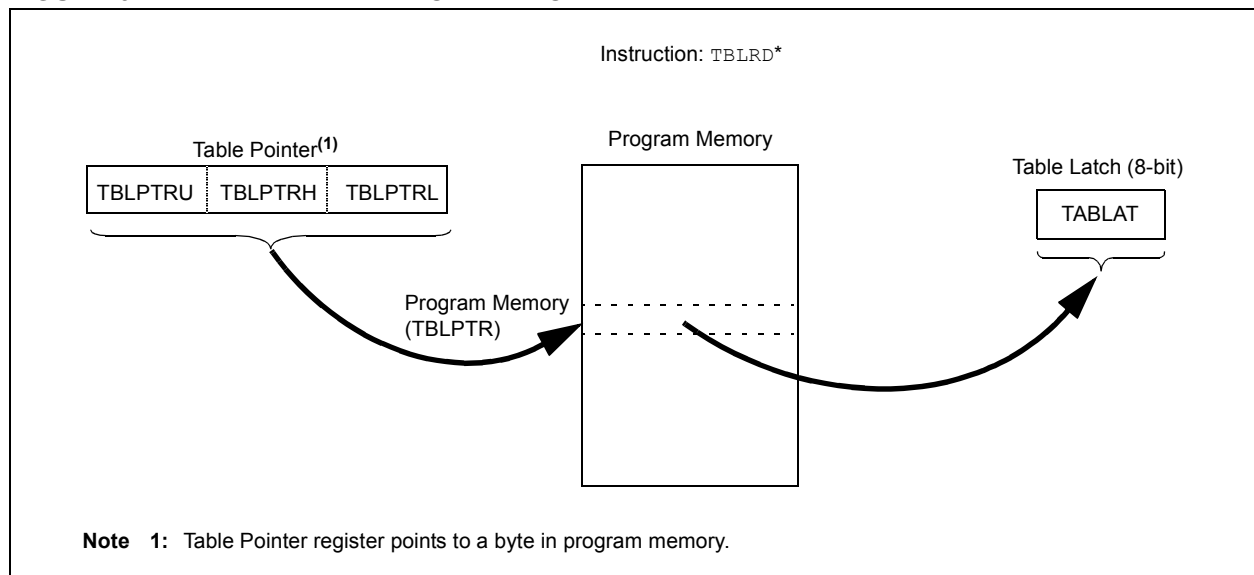 Instruction: TBLRD*
Table Pointer(1)
Program Memory
Table Latch (8-bit)
TBLPTRU TBLPTRH TBLPTRL
TABLAT
Program Memory
(TBLPTR)
Note 1: Table Pointer register points to a byte in program memory.